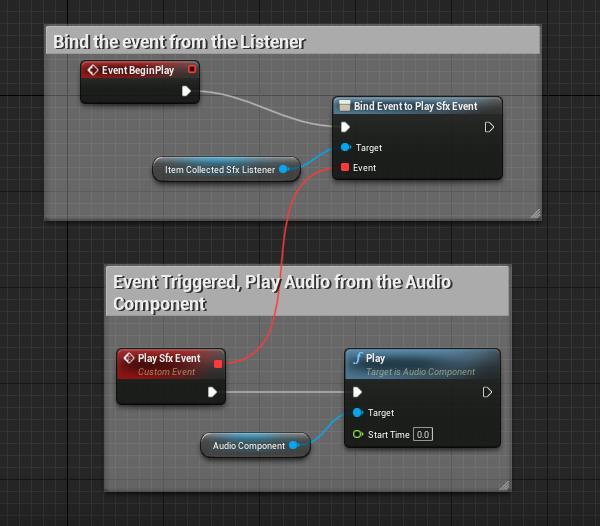 Bind the event from the Listener
Event BeginPlay
Bind Event to Play Sfx Event
Target
Item Collected Sfx Listener
Event
Event Triggered, Play Audio from the Audio
Component
Play Sfx Event
Custom Event
f Play
Target is Audio Component
Target
Start Time 0.0
Audio Component